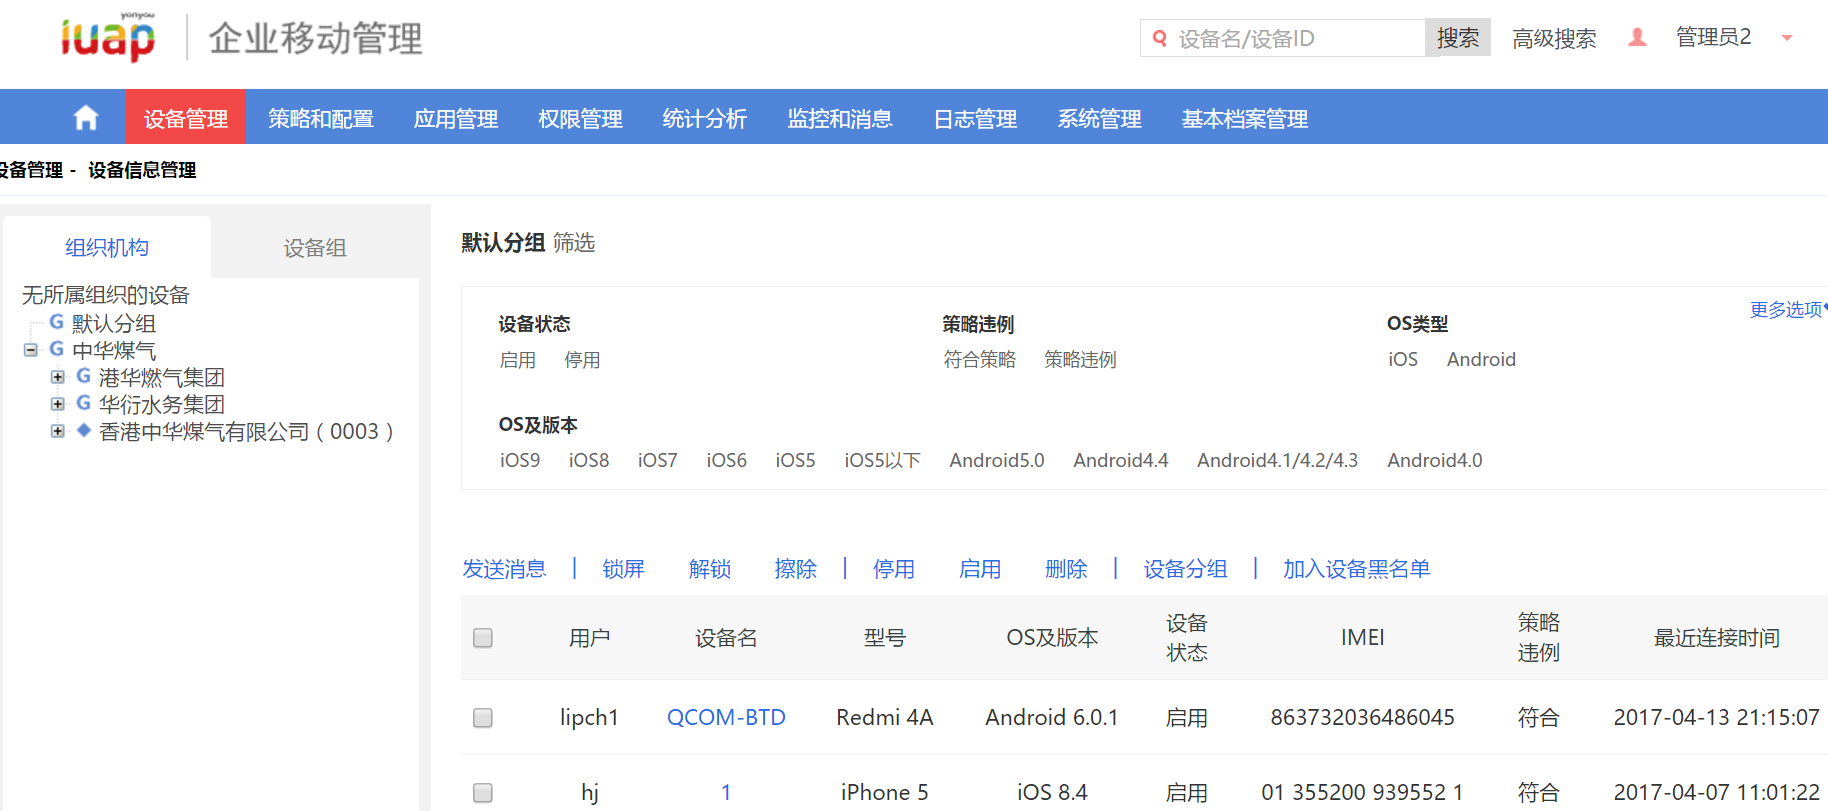 yonyou
iuap 企业移动管理
设备名/设备ID 搜索 高级搜索 管理员2
设备管理 策略和配置 应用管理 权限管理 统计分析 监控和消息 日志管理 系统管理 基本档案管理
设备管理 - 设备信息管理
组织机构 设备组
无所属组织的设备
G 默认分组
G 中华煤气
G 港华燃气集团
G 华衍水务集团
香港中华煤气有限公司（0003）
默认分组 筛选
更多选项
设备状态 策略违例 OS类型
启用 停用 符合策略 策略违例 iOS Android
OS及版本
iOS9 iOS8 iOS7 iOS6 iOS5 iOS5以下 Android5.0 Android4.4 Android4.1/4.2/4.3 Android4.0
发送消息 | 锁屏 解锁 擦除 | 停用 启用 删除 | 设备分组 | 加入设备黑名单
用户 设备名 型号 OS及版本 设备状态 IMEI 策略违例 最近连接时间
lipch1 QCOM-BTD Redmi 4A Android 6.0.1 启用 863732036486045 符合 2017-04-13 21:15:07
hj 1 iPhone 5 iOS 8.4 启用 01 355200 939552 1 符合 2017-04-07 11:01:22